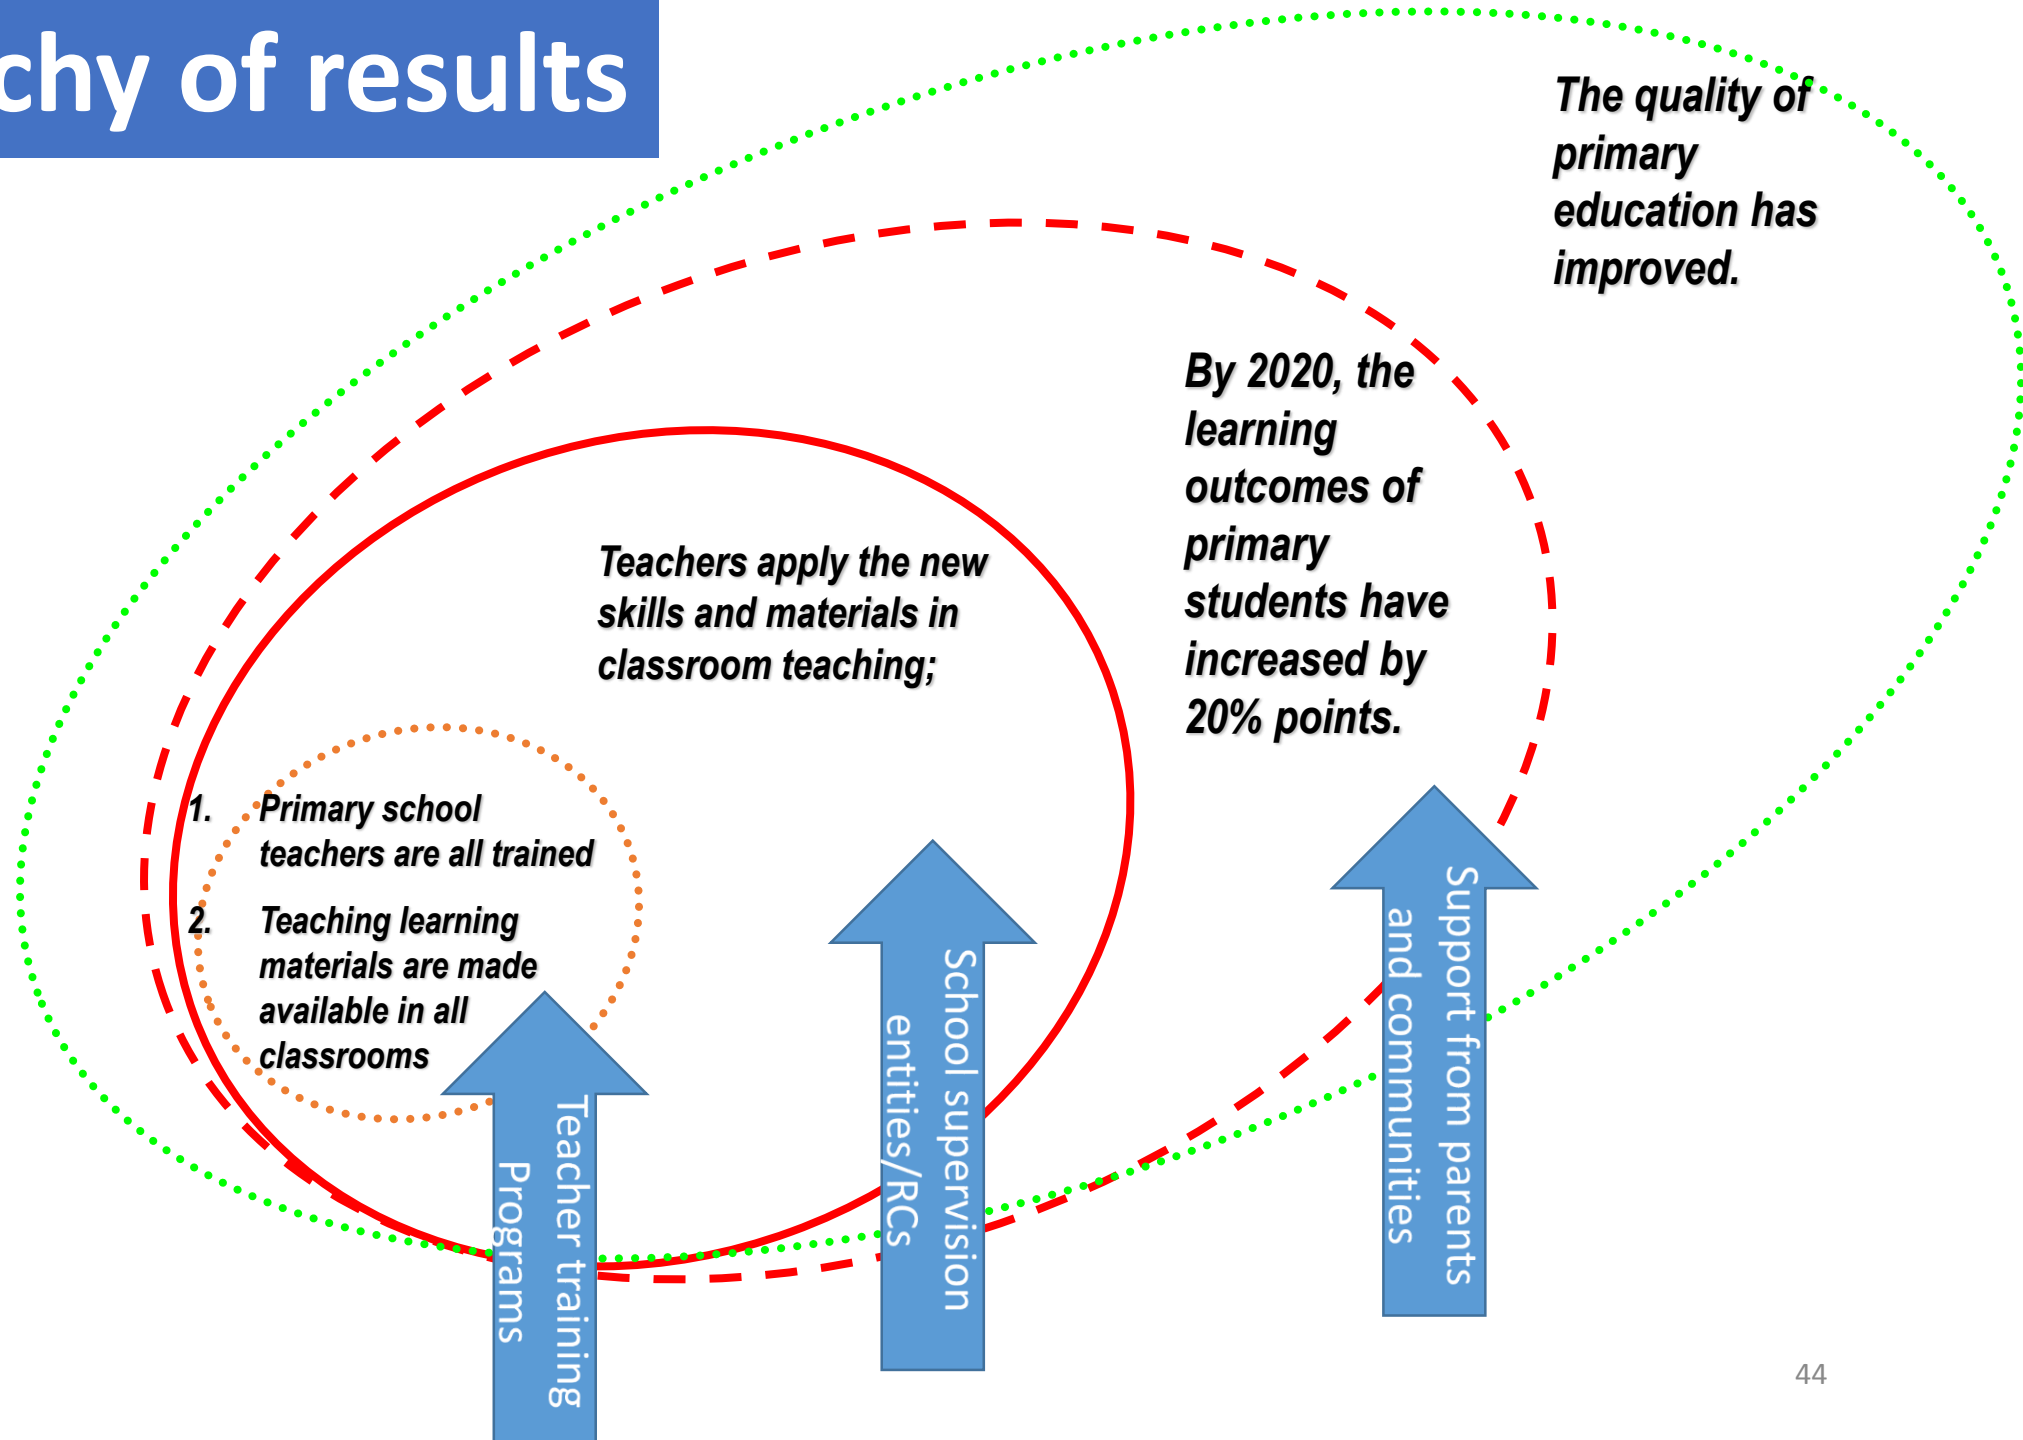 chy of results
The quality of
primary
education has
improved.
By 2020, the
learning
outcomes of
primary
students have
increased by
20% points.
Teachers apply the new
skills and materials in
classroom teaching;
1. Primary school
teachers are all trained
2. Teaching learning
materials are made
available in all
classrooms
Teacher training
Programs
School supervision
entities/RCs
Support from parents
and communities
44